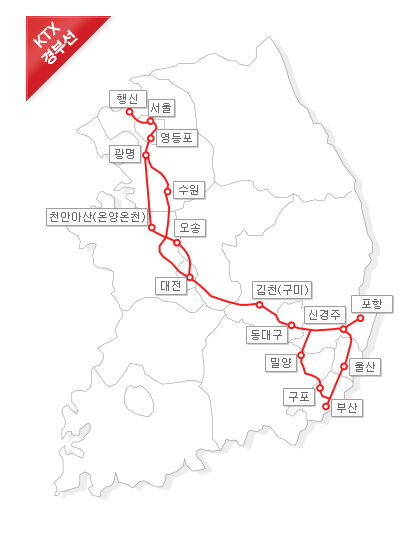 KTX
경부선
행신
서울
영등포
광명
수원
천안아산(온양온천)
오송
대전
김천(구미)
포항
신경주
동대구
밀양
울산
구포
부산